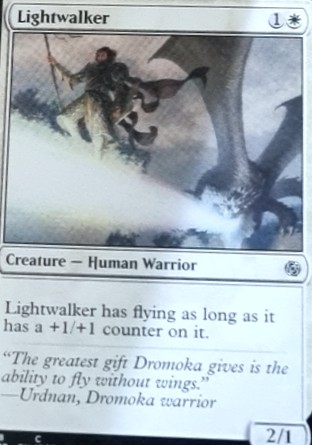 Lightwalker 1
Creature — Human Warrior
Lightwalker has flying as long as it
has a +1/+1 counter on it.
“The greatest gift Dromoka gives is the
ability to fly without wings.”
—Urdnan, Dromoka warrior
C
2/1